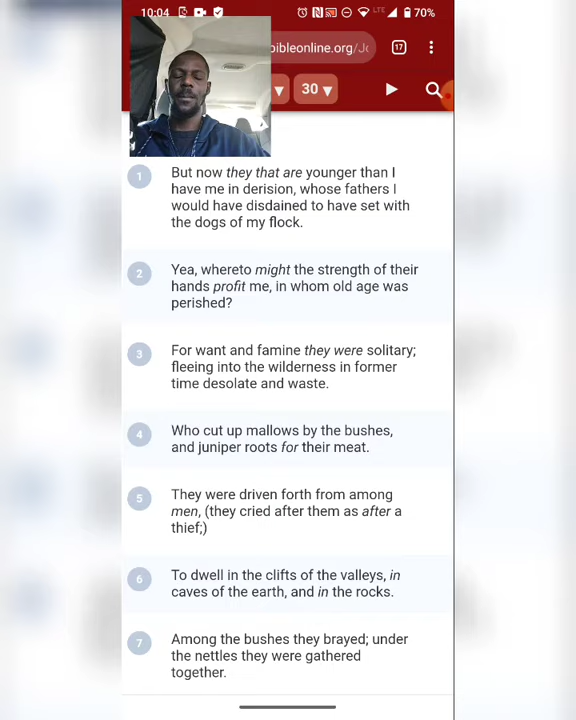 10:04 LTE 70%
bibleonline.org/Jo 17
30
1 But now they that are younger than I
have me in derision, whose fathers I
would have disdained to have set with
the dogs of my flock.
2 Yea, whereto might the strength of their
hands profit me, in whom old age was
perished?
3 For want and famine they were solitary;
fleeing into the wilderness in former
time desolate and waste.
4 Who cut up mallows by the bushes,
and juniper roots for their meat.
5 They were driven forth from among
men, (they cried after them as after a
thief;)
6 To dwell in the clifts of the valleys, in
caves of the earth, and in the rocks.
7 Among the bushes they brayed; under
the nettles they were gathered
together.